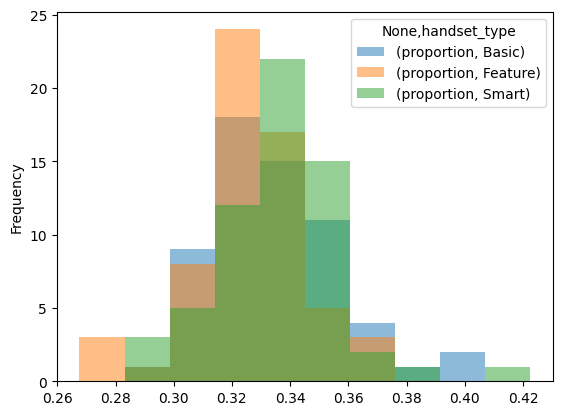 None,handset_type
(proportion, Basic)
(proportion, Feature)
(proportion, Smart)
Frequency
25
20
15
10
5
0
0.26 0.28 0.30 0.32 0.34 0.36 0.38 0.40 0.42